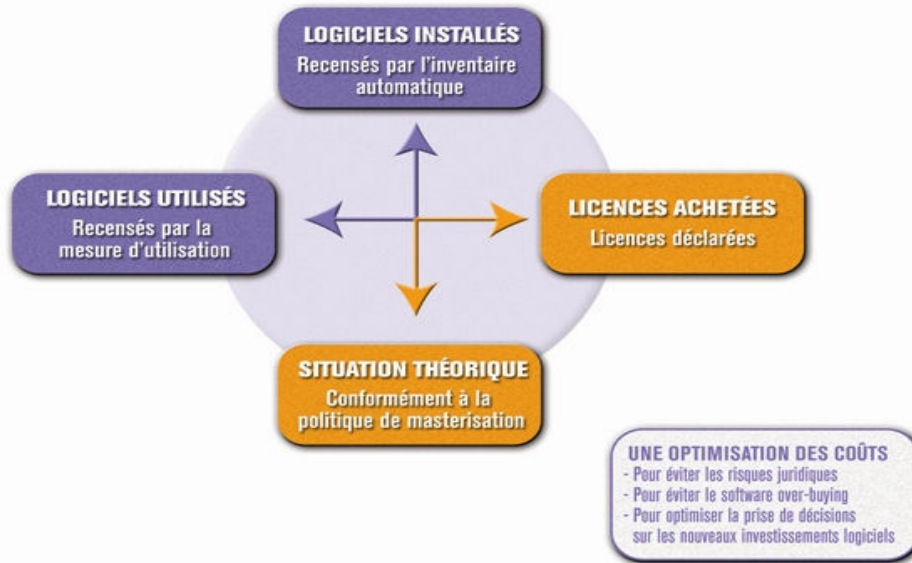 LOGICIELS INSTALLÉS
Recensés par l'inventaire
automatique
LOGICIELS UTILISÉS
Recensés par la
mesure d'utilisation
LICENCES ACHETÉES
Licences déclarées
SITUATION THÉORIQUE
Conformément à la
politique de masterisation
UNE OPTIMISATION DES COÛTS
- Pour éviter les risques juridiques
- Pour éviter le software over-buying
- Pour optimiser la prise de décisions
sur les nouveaux investissements logiciels